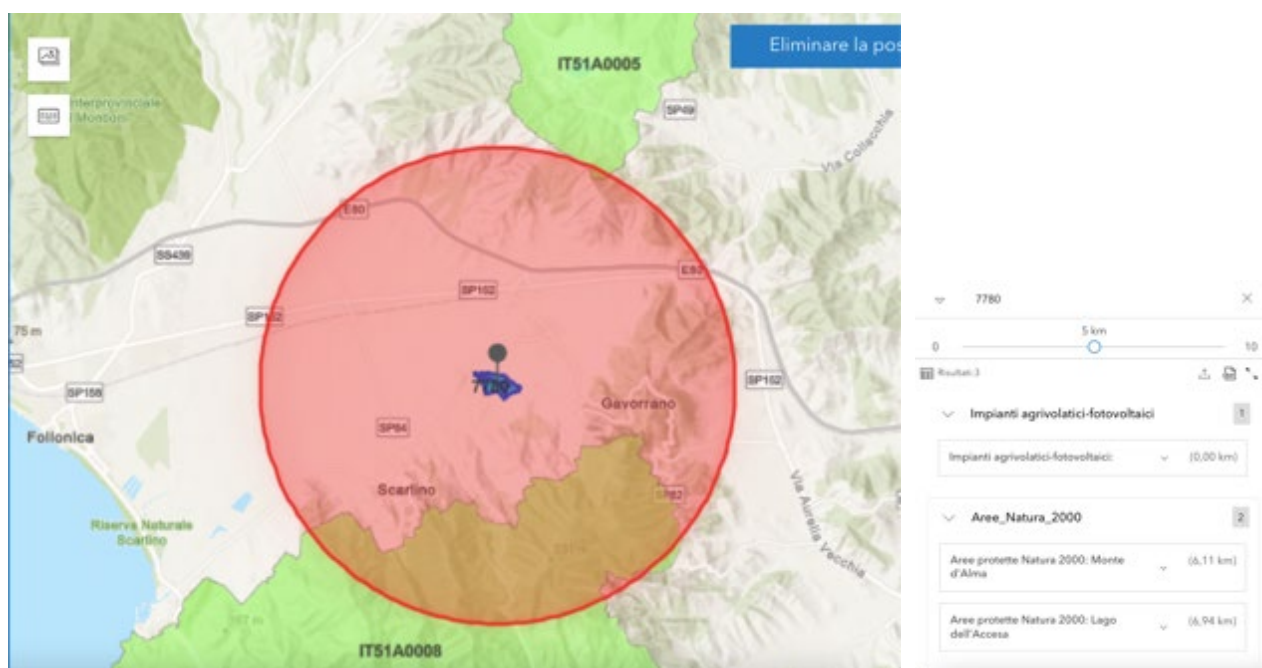 IT51A0005
Eliminare la pos
SP49
Interprovinciale
Montioni
Via Collacchia
E80
SS439
E80
SP152
SP152
75 m
SP152
7780
SP158
Gavorrano
Follonica
SP84
Scarlino
SP82
Via Aurelia Vecchia
Riserva Naturale
Scarlino
IT51A0008
7780
5 km
0
10
Risultati:3
Impianti agrivolatici-fotovoltaici
1
Impianti agrivolatici-fotovoltaici:
(0,00 km)
Aree_Natura_2000
2
Aree protette Natura 2000: Monte
d'Alma
(6,11 km)
Aree protette Natura 2000: Lago
dell'Accesa
(6,94 km)